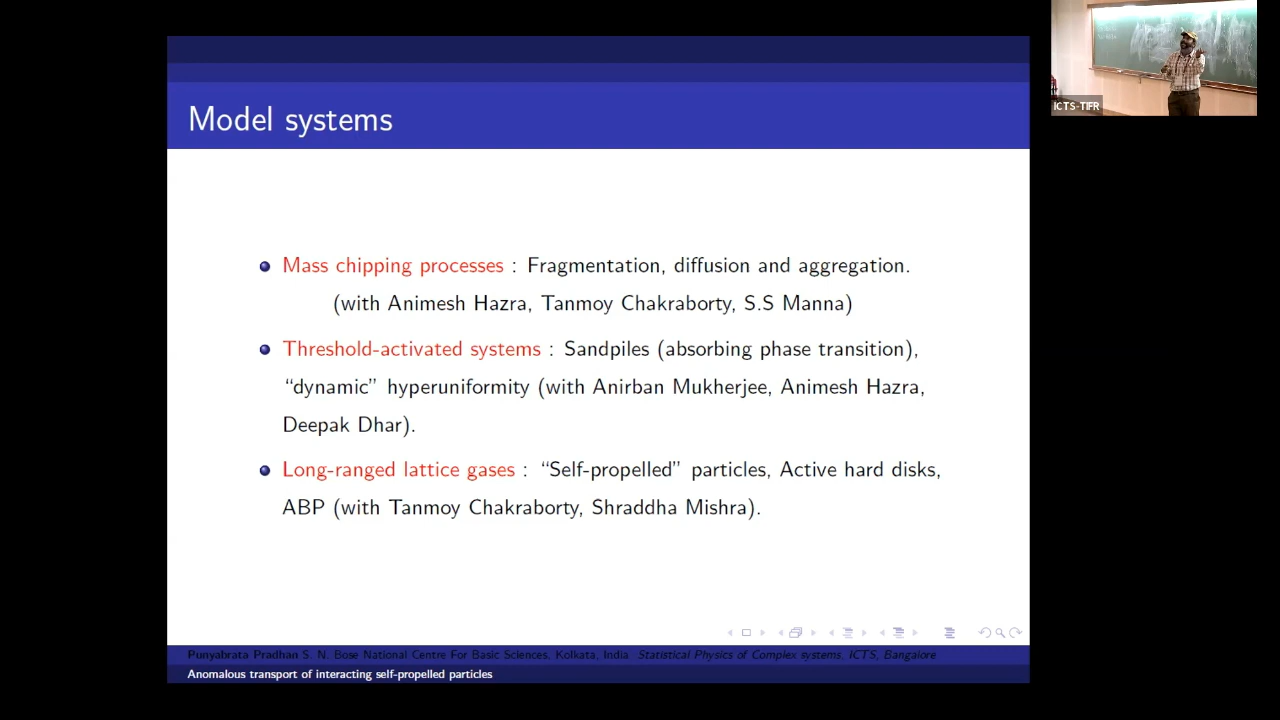 Model systems
ICTS-TIFR
Mass chipping processes : Fragmentation, diffusion and aggregation.
(with Animesh Hazra, Tanmoy Chakraborty, S.S Manna)
Threshold-activated systems : Sandpiles (absorbing phase transition),
“dynamic” hyperuniformity (with Anirban Mukherjee, Animesh Hazra,
Deepak Dhar).
Long-ranged lattice gases : “Self-propelled” particles, Active hard disks,
ABP (with Tanmoy Chakraborty, Shraddha Mishra).
Punyabrata Pradhan S. N. Bose National Centre For Basic Sciences, Kolkata, India Statistical Physics of Complex systems, ICTS, Bangalore
Anomalous transport of interacting self-propelled particles